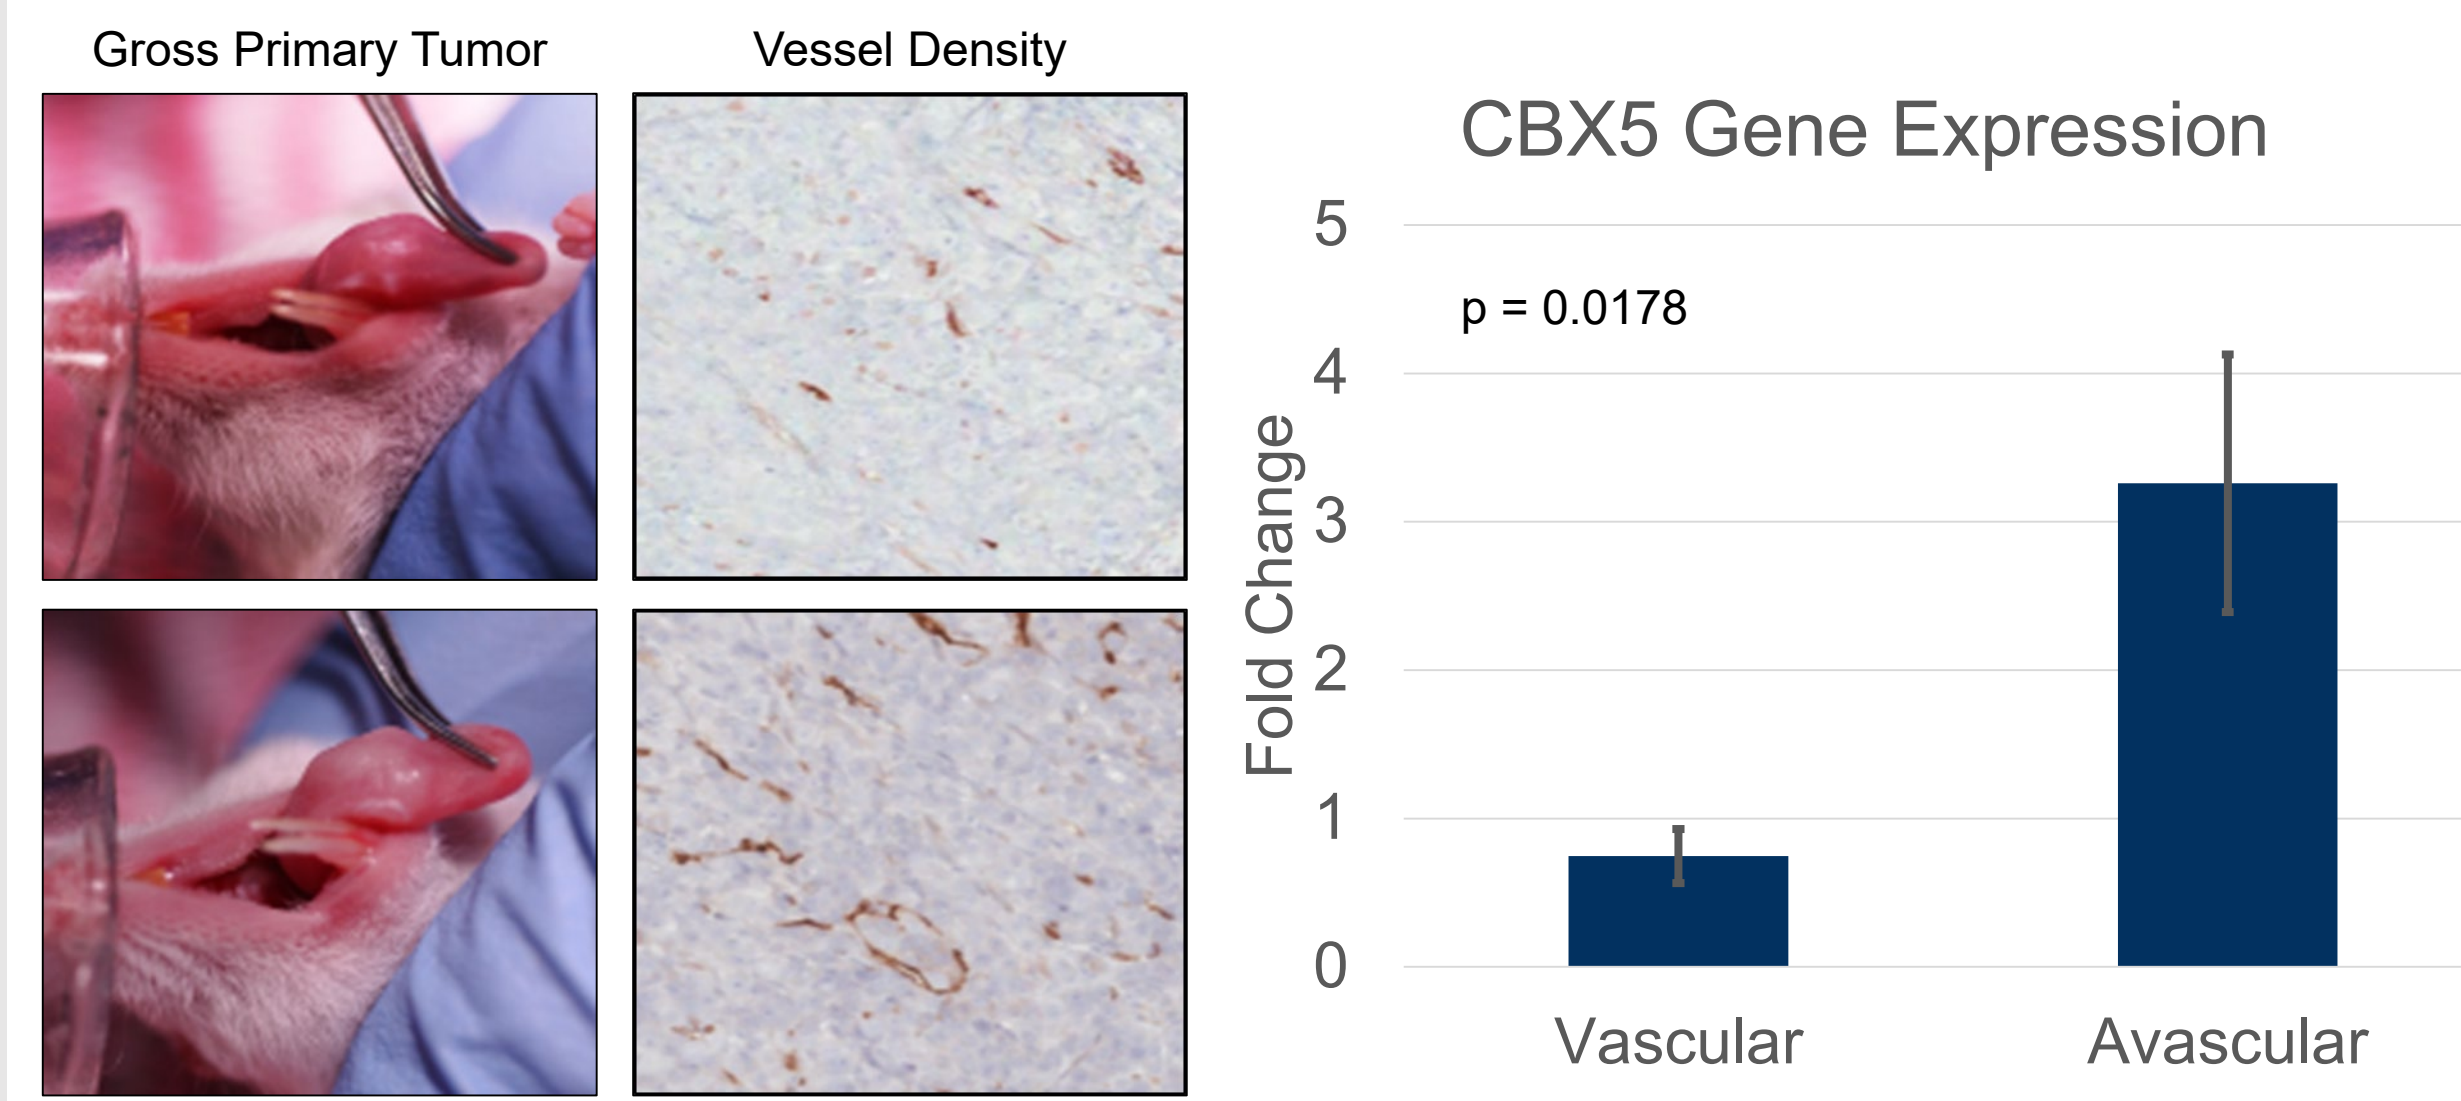 Gross Primary Tumor
Vessel Density
CBX5 Gene Expression
5
p = 0.0178
4
3
2
1
0
Fold Change
Vascular
Avascular